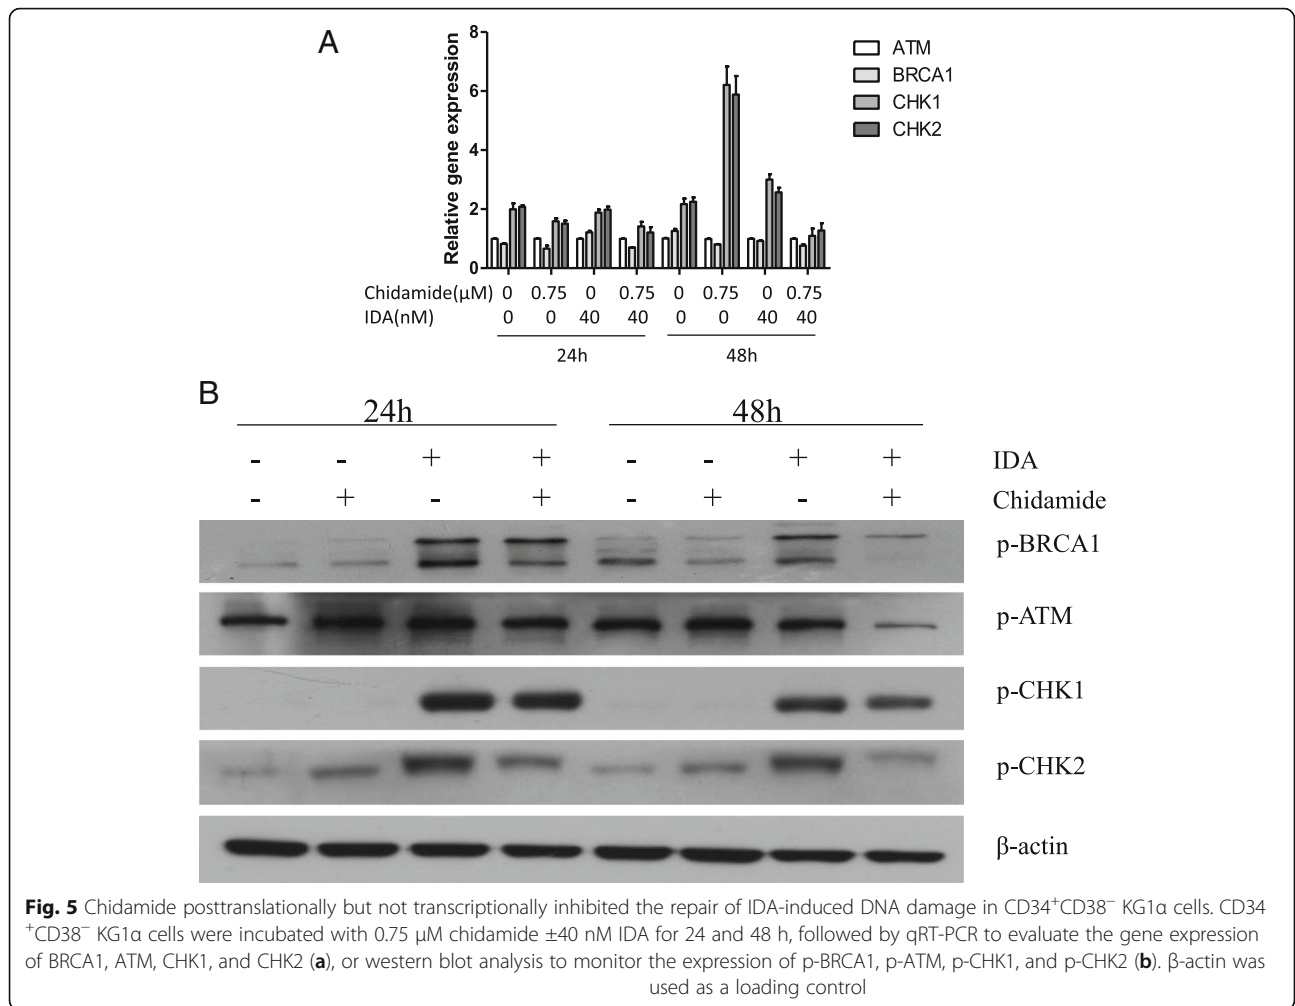 A
Relative gene expression
8
6
4
2
0
ATM
BRCA1
CHK1
CHK2
Chidamide(μM) 0 0.75 0 0.75 0 0.75 0 0.75
IDA(nM) 0 0 40 40 0 0 40 40
24h 48h
B
24h 48h
- - + + - - + + IDA
- + - + - + - + Chidamide
p-BRCA1
p-ATM
p-CHK1
p-CHK2
β-actin
Fig. 5 Chidamide posttranslationally but not transcriptionally inhibited the repair of IDA-induced DNA damage in CD34⁺CD38⁻ KG1α cells. CD34
⁺CD38⁻ KG1α cells were incubated with 0.75 μM chidamide ±40 nM IDA for 24 and 48 h, followed by qRT-PCR to evaluate the gene expression
of BRCA1, ATM, CHK1, and CHK2 (a), or western blot analysis to monitor the expression of p-BRCA1, p-ATM, p-CHK1, and p-CHK2 (b). β-actin was
used as a loading control